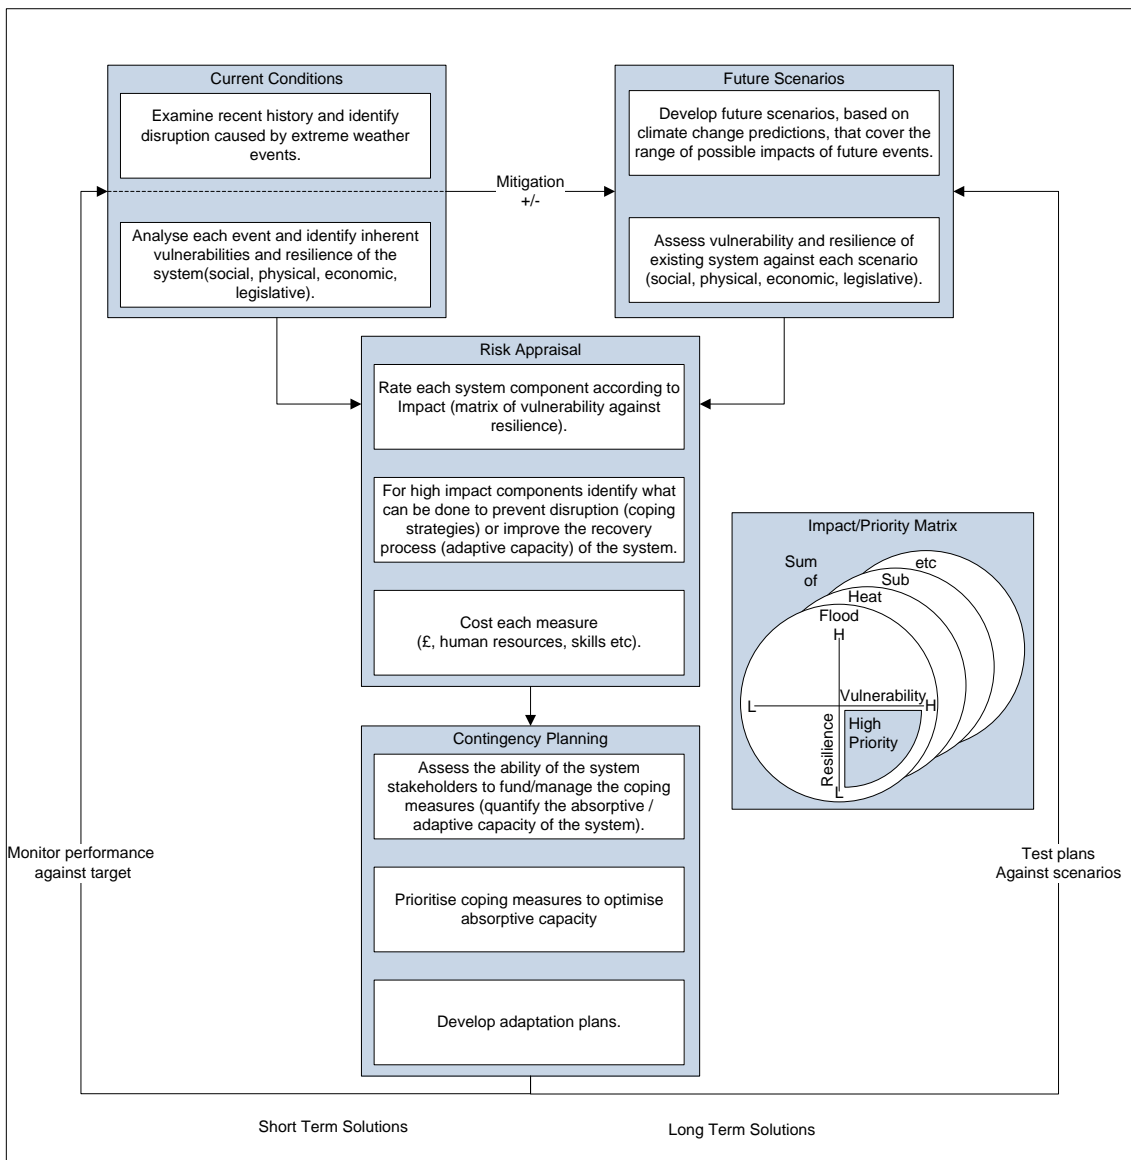 Current Conditions
Examine recent history and identify
disruption caused by extreme weather
events.
Analyse each event and identify inherent
vulnerabilities and resilience of the
system(social, physical, economic,
legislative).
Mitigation
+/-
Future Scenarios
Develop future scenarios, based on
climate change predictions, that cover the
range of possible impacts of future events.
Assess vulnerability and resilience of
existing system against each scenario
(social, physical, economic, legislative).
Risk Appraisal
Rate each system component according to
Impact (matrix of vulnerability against
resilience).
For high impact components identify what
can be done to prevent disruption (coping
strategies) or improve the recovery
process (adaptive capacity) of the system.
Cost each measure
(£, human resources, skills etc).
Impact/Priority Matrix
Sum
of
etc
Sub
Heat
Flood
H
Vulnerability
L
H
Resilience
High
Priority
L
Contingency Planning
Assess the ability of the system
stakeholders to fund/manage the coping
measures (quantify the absorptive /
adaptive capacity of the system).
Prioritise coping measures to optimise
absorptive capacity
Develop adaptation plans.
Monitor performance
against target
Test plans
Against scenarios
Short Term Solutions
Long Term Solutions